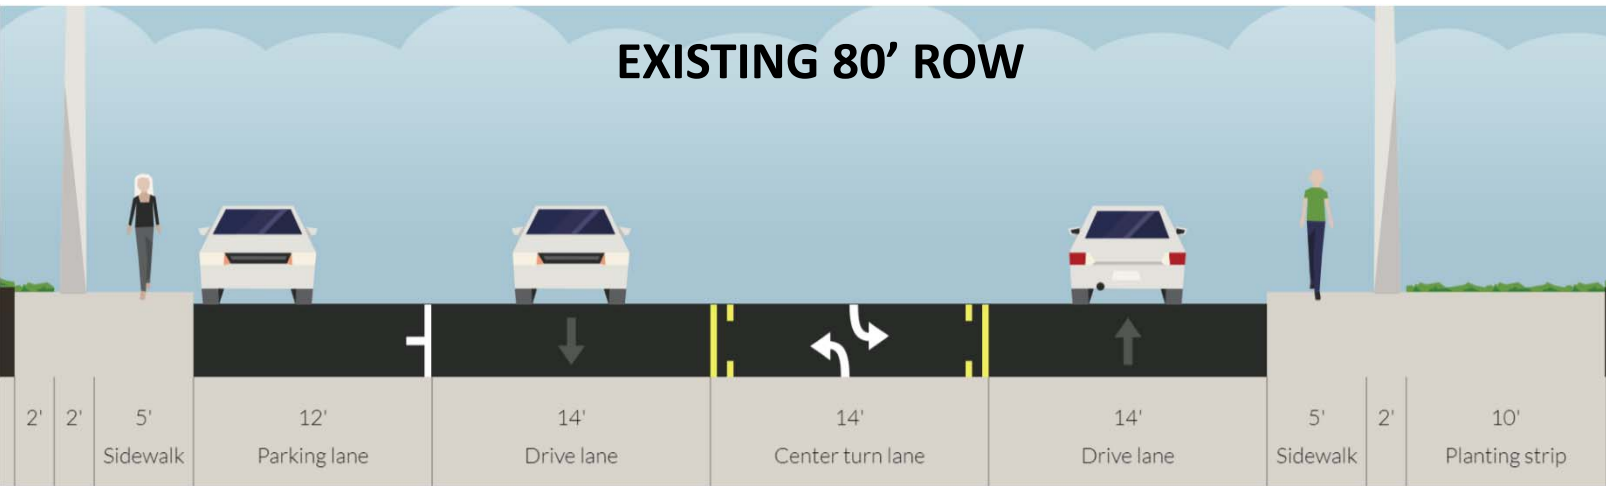 EXISTING 80’ ROW
2' 2' 5' 12' 14' 14' 14' 5' 2' 10'
Sidewalk Parking lane Drive lane Center turn lane Drive lane Sidewalk Planting strip